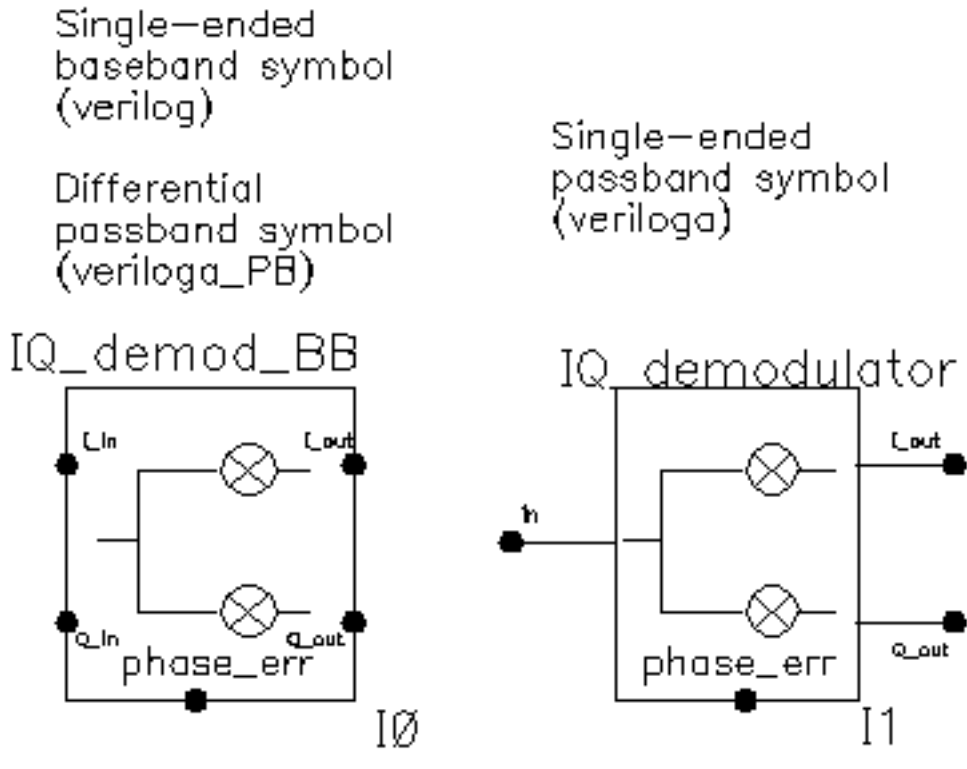 Single-ended
baseband symbol
(verilog)
Differential
passband symbol
(veriloga_PB)
Single-ended
passband symbol
(veriloga)
IQ_demod_BB
I_in
I_out
Q_in
Q_out
phase_err
I0
IQ_demodulator
in
I_out
Q_out
phase_err
I1